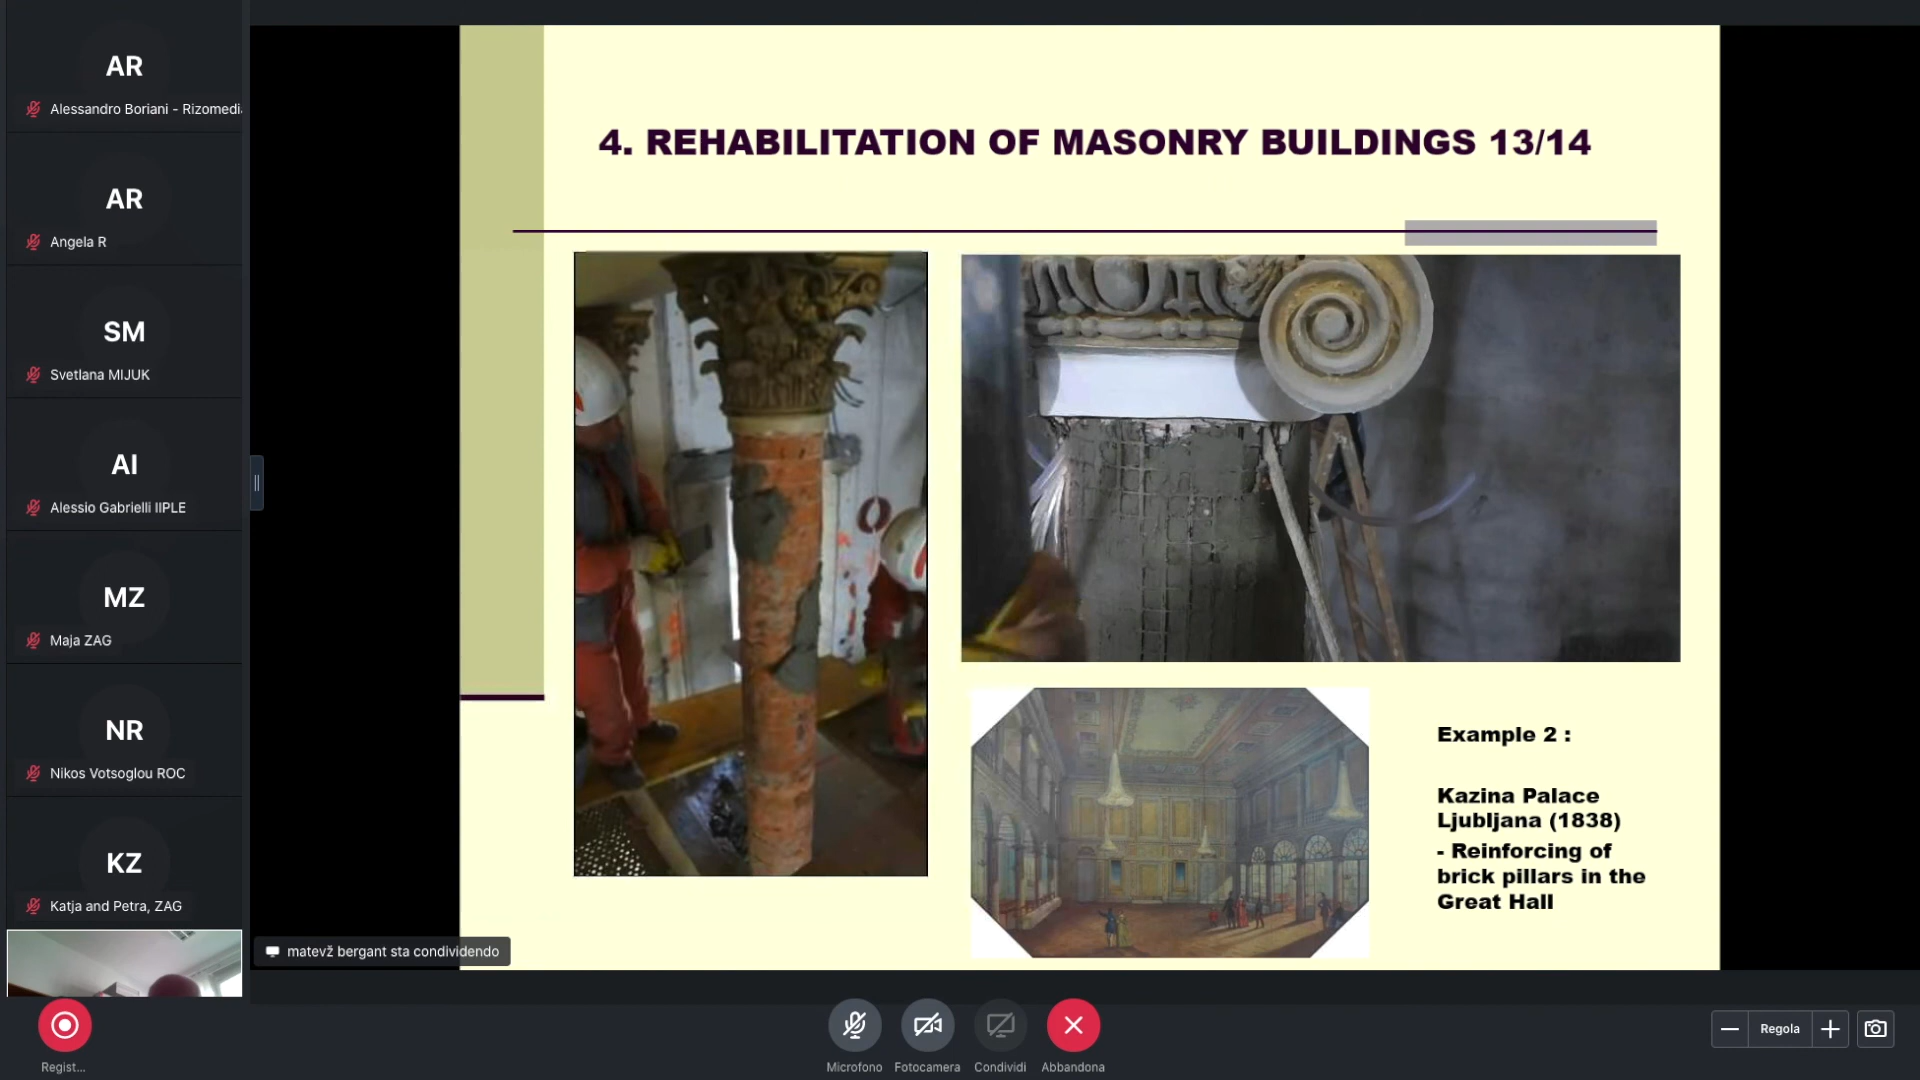 AR
Alessandro Boriani - Rizomedi
AR
Angela R
SM
Svetlana MIJUK
AI
Alessio Gabrielli IIPLE
MZ
Maja ZAG
NR
Nikos Votsoglou ROC
KZ
Katja and Petra, ZAG
4. REHABILITATION OF MASONRY BUILDINGS 13/14
Example 2 :
Kazina Palace
Ljubljana (1838)
- Reinforcing of
brick pillars in the
Great Hall
matevž bergant sta condividendo
Regist...
Microfono
Fotocamera
Condividi
Abbandona
Regola